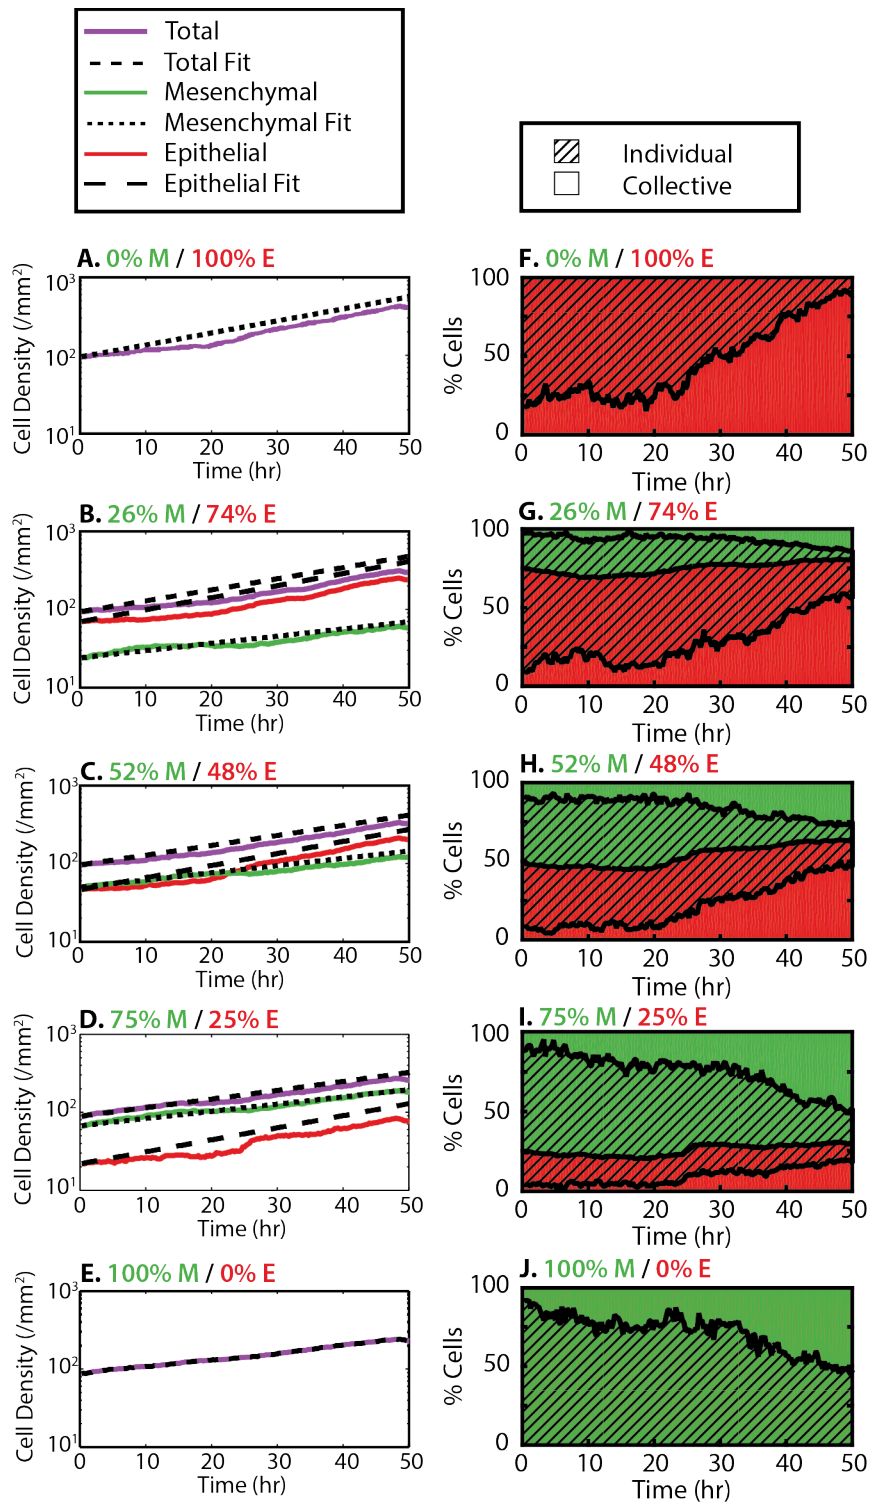 Total
Total Fit
Mesenchymal
Mesenchymal Fit
Epithelial
Epithelial Fit
Individual
Collective
A. 0% M / 100% E
Cell Density (/mm²)
10³
10²
10¹
0 10 20 30 40 50
Time (hr)
F. 0% M / 100% E
% Cells
100
50
0
0 10 20 30 40 50
Time (hr)
B. 26% M / 74% E
Cell Density (/mm²)
10³
10²
10¹
0 10 20 30 40 50
Time (hr)
G. 26% M / 74% E
% Cells
100
50
0
0 10 20 30 40 50
Time (hr)
C. 52% M / 48% E
Cell Density (/mm²)
10³
10²
10¹
0 10 20 30 40 50
Time (hr)
H. 52% M / 48% E
% Cells
100
50
0
0 10 20 30 40 50
Time (hr)
D. 75% M / 25% E
Cell Density (/mm²)
10³
10²
10¹
0 10 20 30 40 50
Time (hr)
I. 75% M / 25% E
% Cells
100
50
0
0 10 20 30 40 50
Time (hr)
E. 100% M / 0% E
Cell Density (/mm²)
10³
10²
10¹
0 10 20 30 40 50
Time (hr)
J. 100% M / 0% E
% Cells
100
50
0
0 10 20 30 40 50
Time (hr)